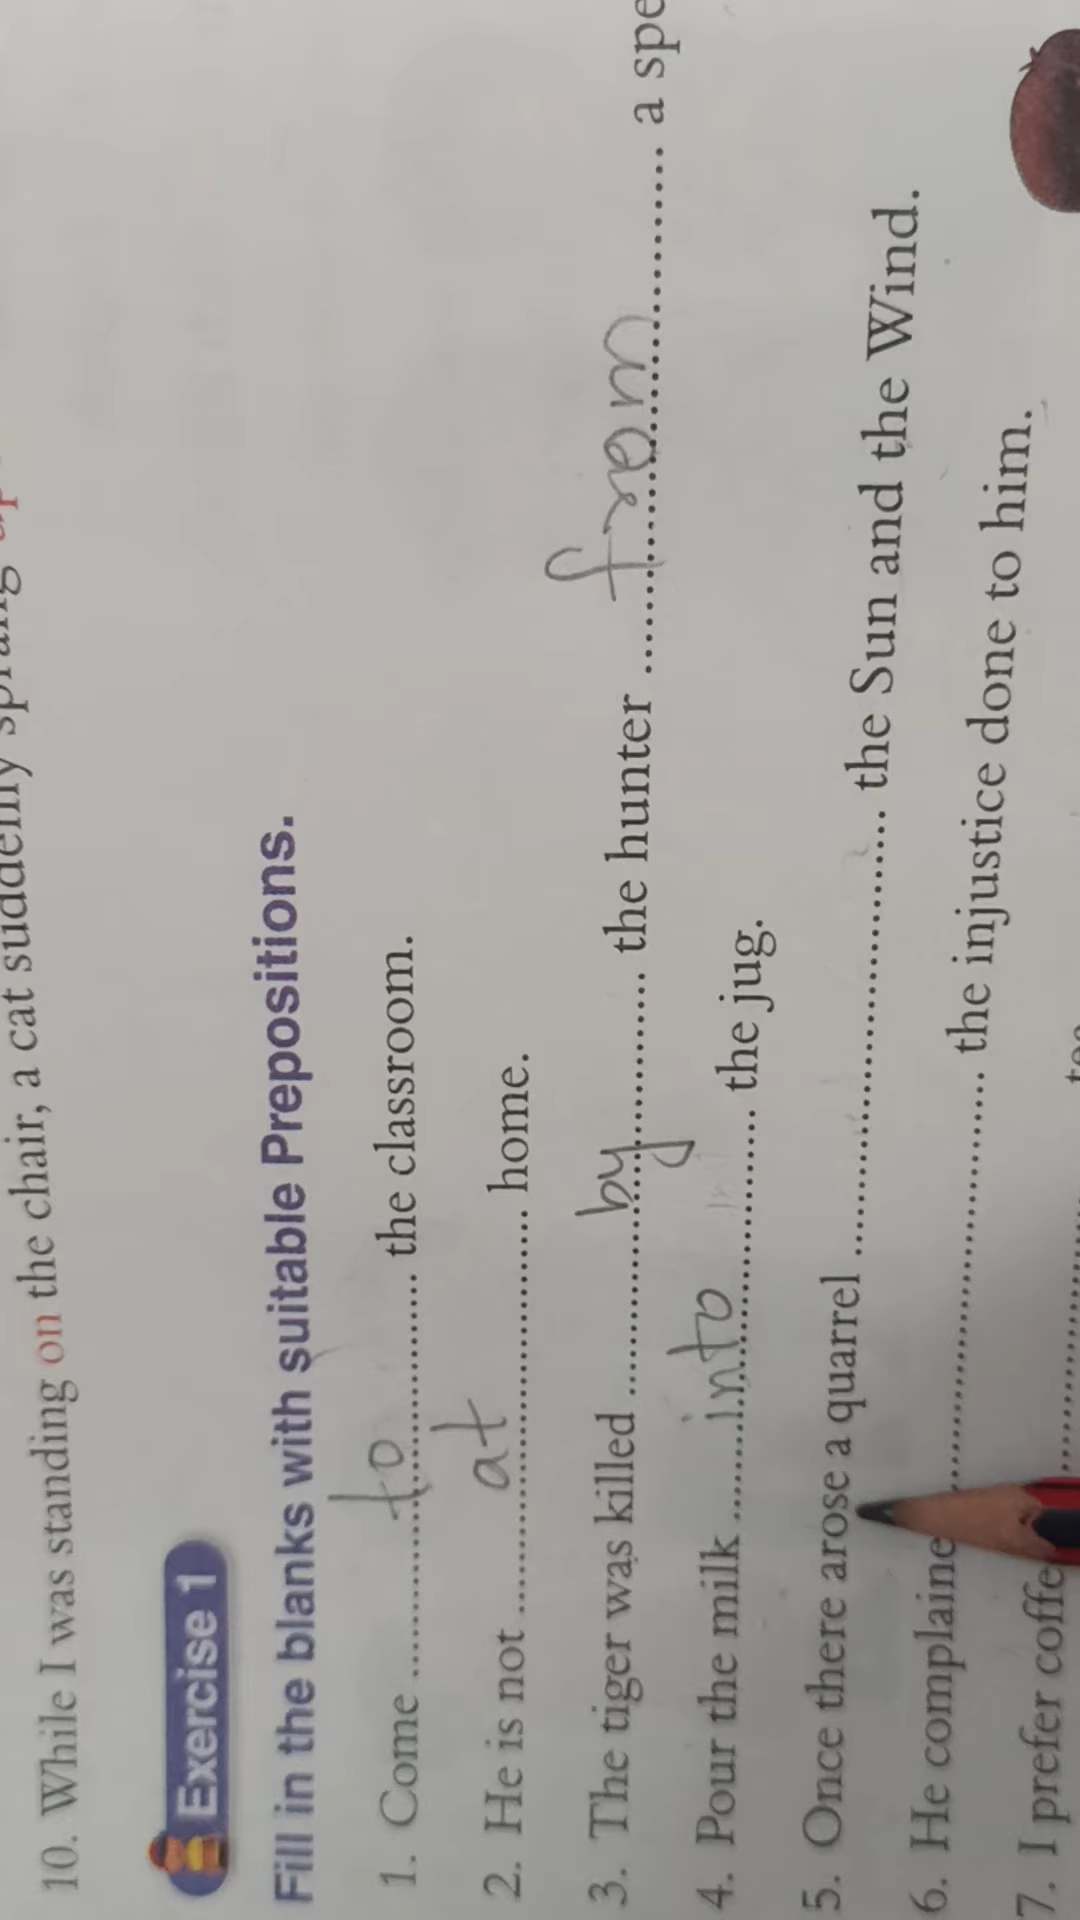 10. While I was standing on the chair, a cat suddenly sprang
Exercise 1
Fill in the blanks with suitable Prepositions.
1. Come ........to........ the classroom.
2. He is not ........at........ home.
3. The tiger was killed ........by........ the hunter ........from........ a spe
4. Pour the milk ........into........ the jug.
5. Once there arose a quarrel ................ the Sun and the Wind.
6. He complaine ................ the injustice done to him.
7. I prefer coffe ................